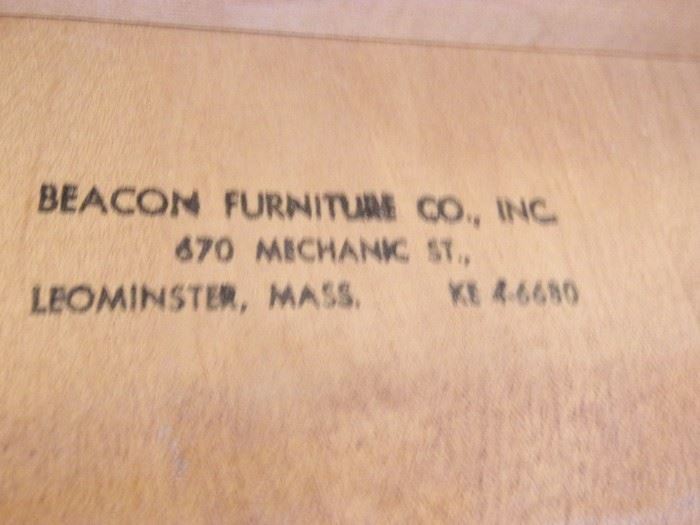 BEACON FURNITURE CO., INC.
670 MECHANIC ST.,
LEOMINSTER, MASS. KE 4-6680